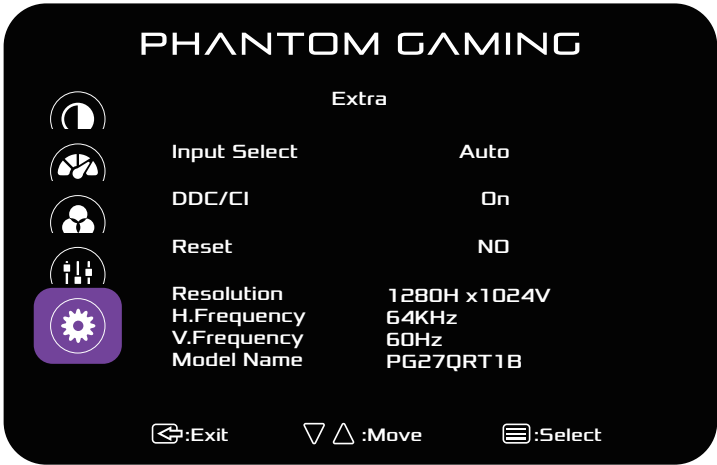 PHANTOM GAMING
Extra
Input Select Auto
DDC/CI On
Reset NO
Resolution 1280H x1024V
H.Frequency 64KHz
V.Frequency 60Hz
Model Name PG27QRT1B
:Exit :Move :Select